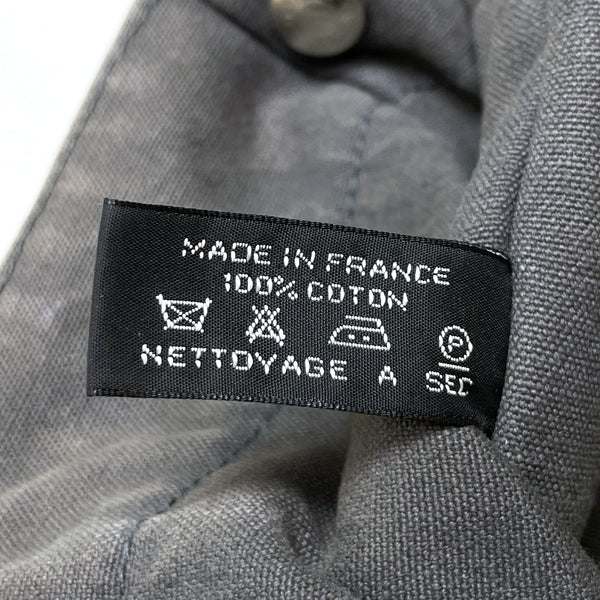 MADE IN FRANCE
100% COTON
P
NETTOYAGE A SEC